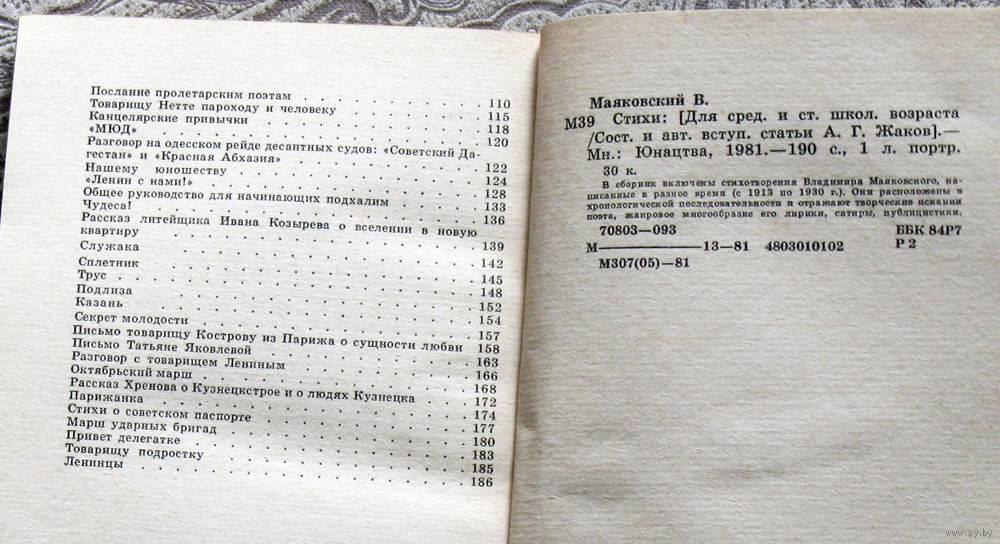 Послание пролетарским поэтам . . . 110
Товарищу Нетте пароходу и человеку . . . 115
Канцелярские привычки . . . 118
«МЮД» . . . 120
Разговор на одесском рейде десантных судов: «Советский Да-
гестан» и «Красная Абхазия» . . . 122
Нашему юношеству . . . 124
«Ленин с нами!» . . . 128
Общее руководство для начинающих подхалим . . . 133
Чудеса! . . . 136
Рассказ литейщика Ивана Козырева о вселении в новую
квартиру . . . 139
Служака . . . 142
Сплетник . . . 145
Трус . . . 148
Подлиза . . . 152
Казань . . . 154
Секрет молодости . . . 157
Письмо товарищу Кострову из Парижа о сущности любви 158
Письмо Татьяне Яковлевой . . . 163
Разговор с товарищем Лениным . . . 166
Октябрьский марш . . . 168
Рассказ Хренова о Кузнецкстрое и о людях Кузнецка . . . 172
Парижанка . . . 174
Стихи о советском паспорте . . . 177
Марш ударных бригад . . . 180
Привет делегатке . . . 183
Товарищу подростку . . . 185
Ленинцы . . . 186
Маяковский В.
М39 Стихи: [Для сред. и ст. школ. возраста
/Сост. и авт. вступ. статьи А. Г. Жаков].—
Мн.: Юнацтва, 1981.—190 с., 1 л. портр.
30 к.
В сборник включены стихотворения Владимира Маяковского, на-
писанные в разное время (с 1913 по 1930 г.). Они расположены в
хронологической последовательности и отражают творческие искания
поэта, жанровое многообразие его лирики, сатиры, публицистики.
70803—093 ББК 84Р7
М————13—81 4803010102 Р 2
М307(05)—81
www.ay.by